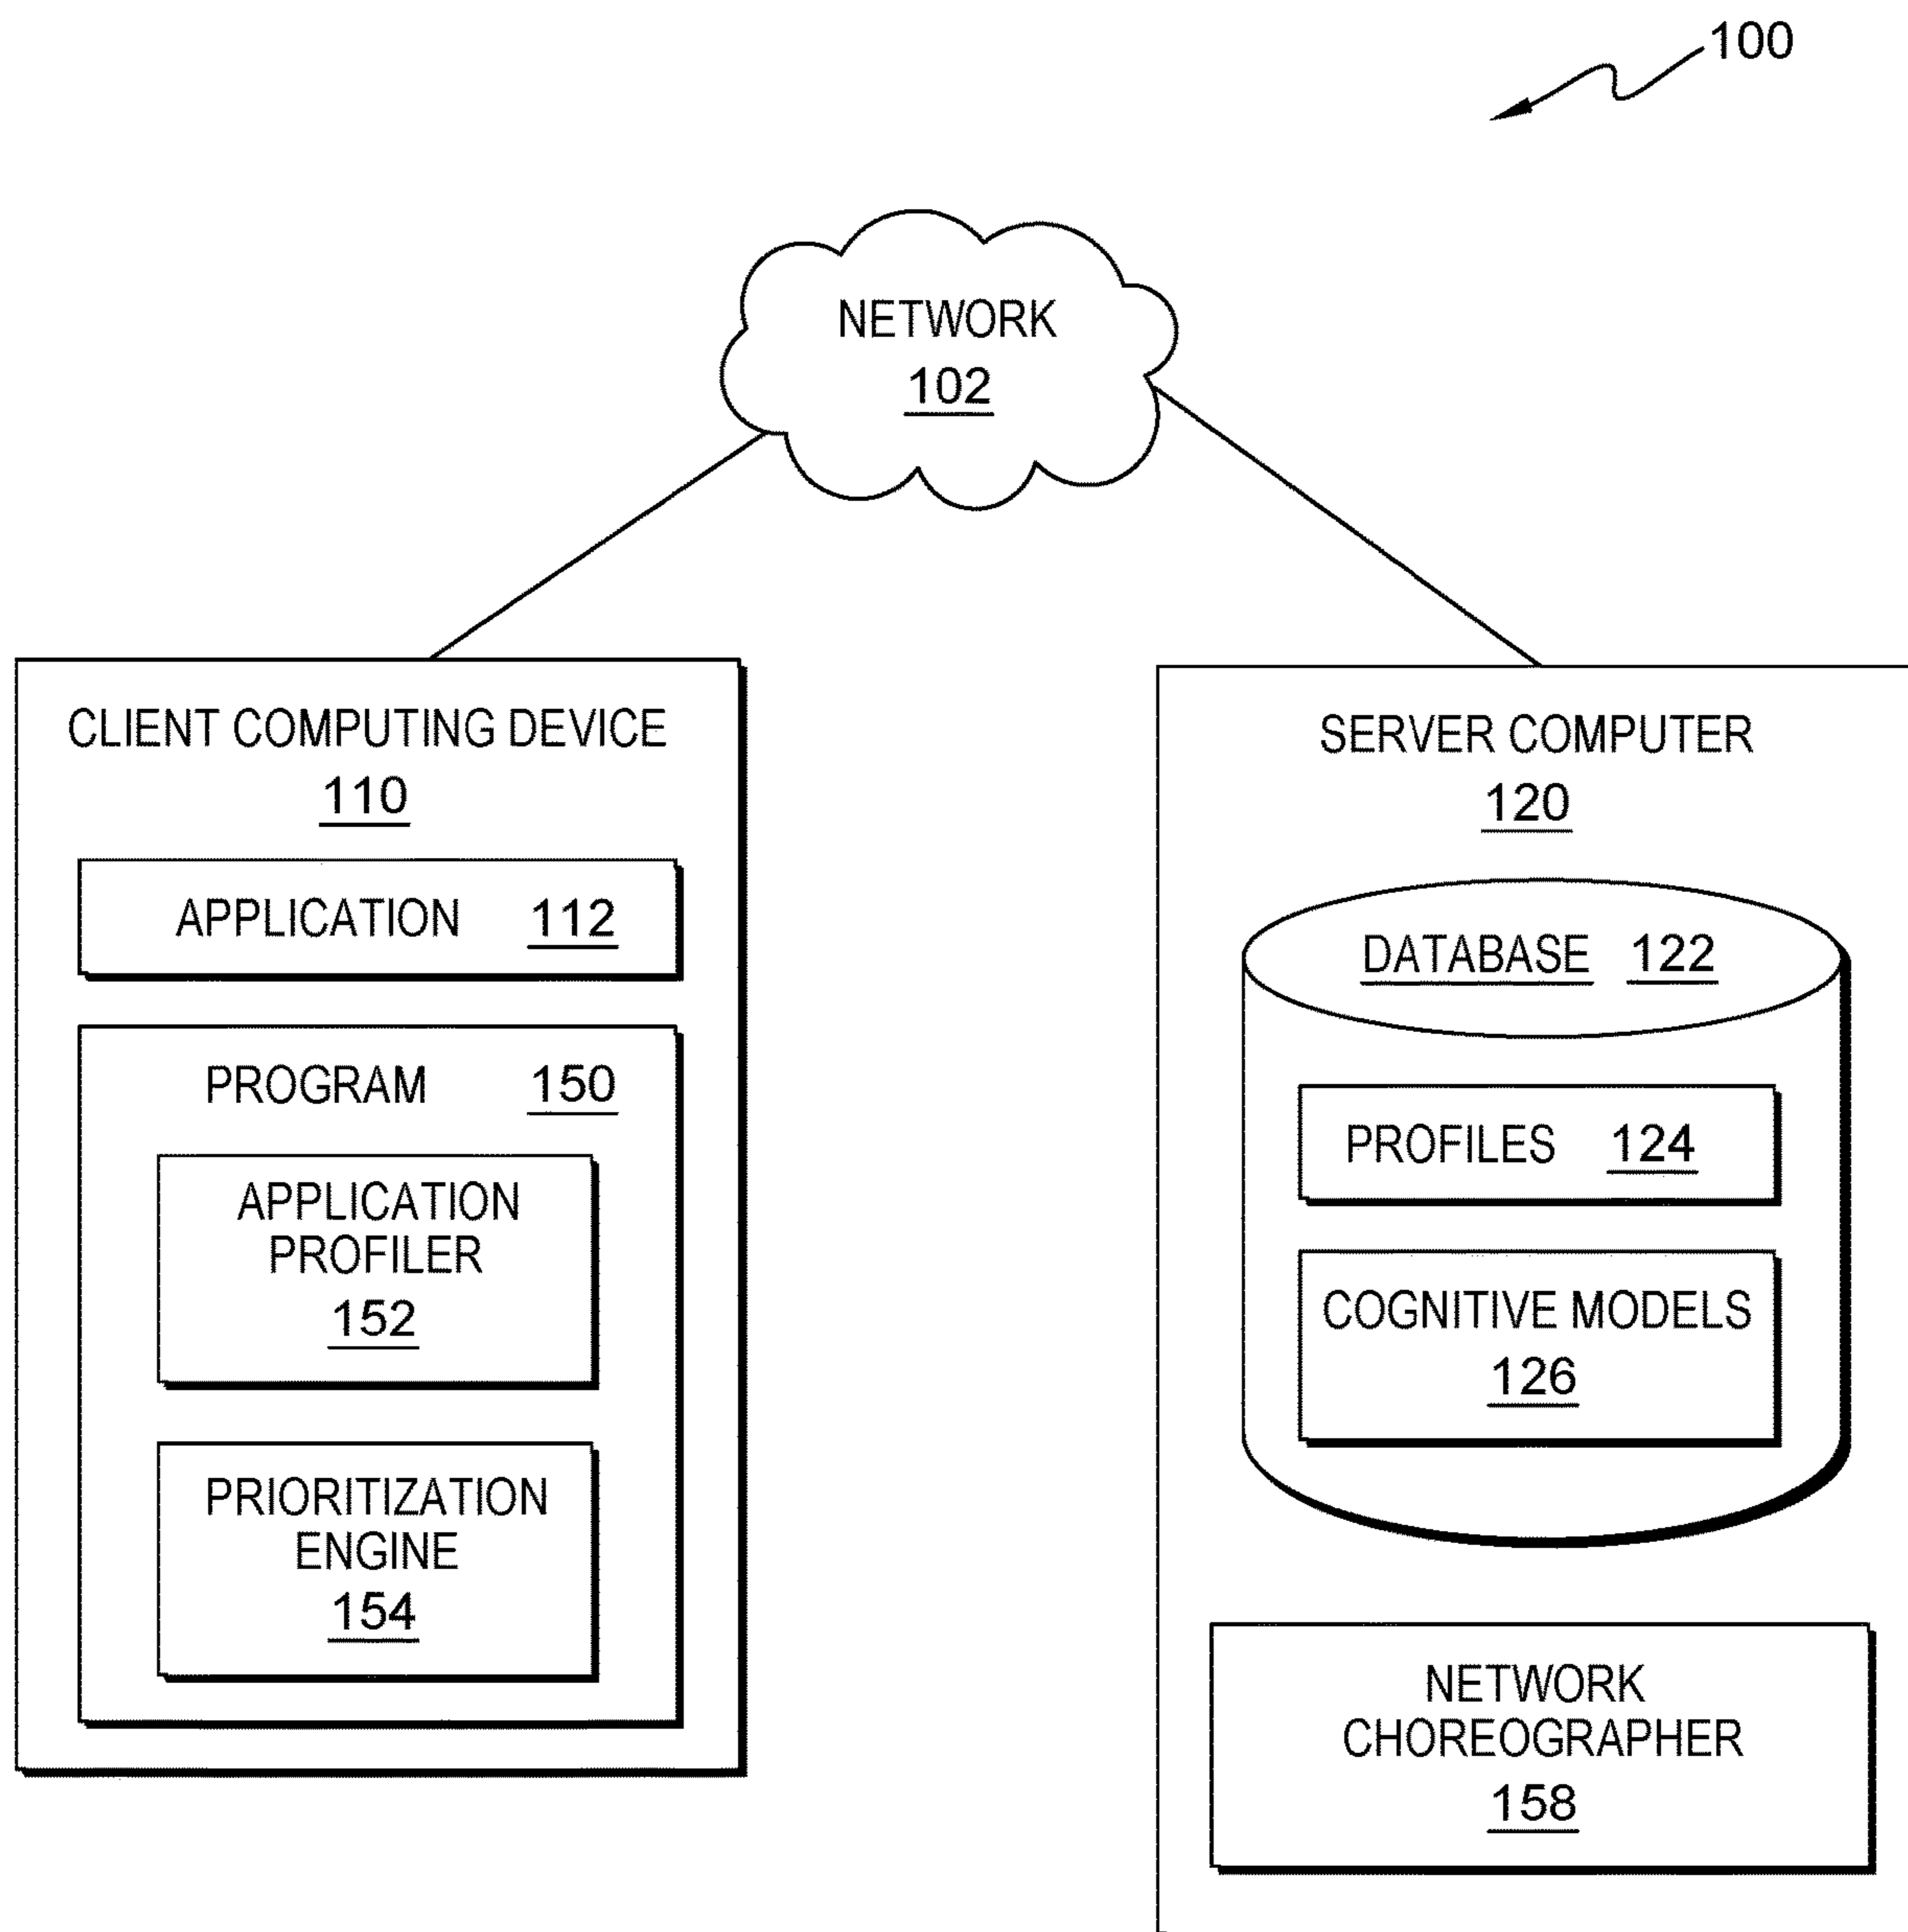 100
NETWORK
102
CLIENT COMPUTING DEVICE
110
APPLICATION 112
PROGRAM 150
APPLICATION
PROFILER
152
PRIORITIZATION
ENGINE
154
SERVER COMPUTER
120
DATABASE 122
PROFILES 124
COGNITIVE MODELS
126
NETWORK
CHOREOGRAPHER
158